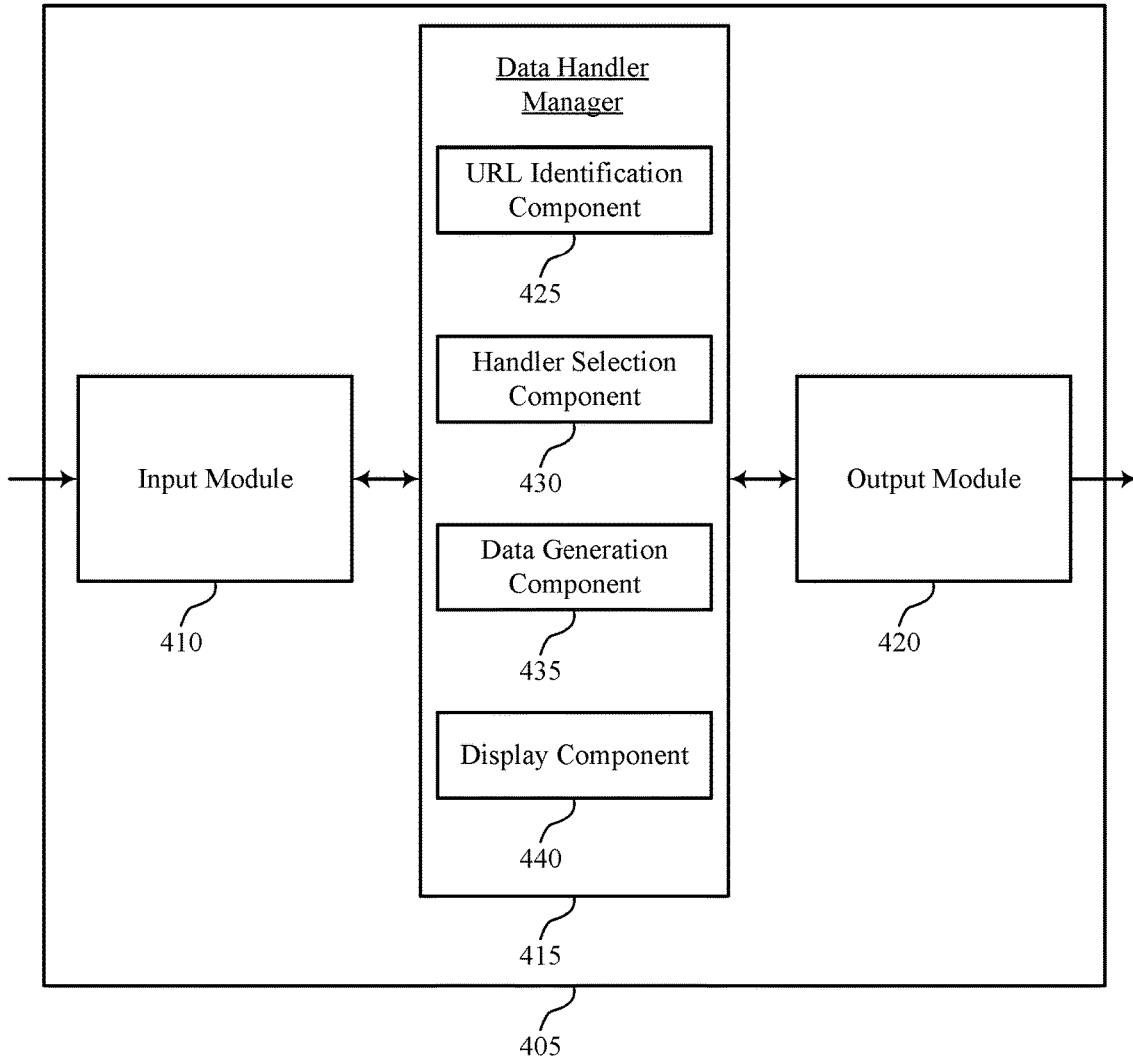 Data Handler
Manager
URL Identification
Component
425
Handler Selection
Component
430
Input Module
410
Output Module
420
Data Generation
Component
435
Display Component
440
415
405